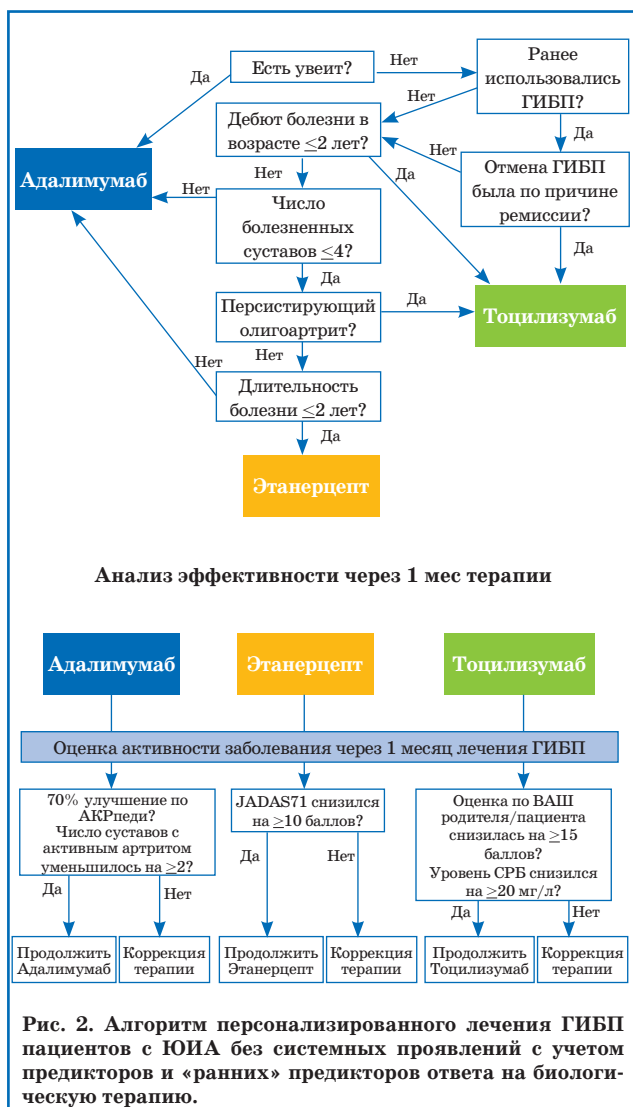 Есть увеит?
Да
Нет
Ранее
использовались
ГИБП?
Нет
Да
Дебют болезни в
возрасте ≤2 лет?
Нет
Отмена ГИБП
была по причине
ремиссии?
Адалимумаб
Нет
Нет
Да
Да
Число
болезненных
суставов ≤4?
Да
Тоцилизумаб
Персистирующий
олигоартрит?
Да
Нет
Нет
Длительность
болезни ≤2 лет?
Да
Этанерцепт
Анализ эффективности через 1 мес терапии
Адалимумаб
Этанерцепт
Тоцилизумаб
Оценка активности заболевания через 1 месяц лечения ГИБП
70% улучшение по
АКРпеди?
Число суставов с
активным артритом
уменьшилось на ≥2?
JADAS71 снизился
на ≥10 баллов?
Оценка по ВАШ
родителя/пациента
снизилась на ≥15
баллов?
Уровень СРБ снизился
на ≥20 мг/л?
Да
Нет
Да
Нет
Да
Нет
Продолжить
Адалимумаб
Коррекция
терапии
Продолжить
Этанерцепт
Коррекция
терапии
Продолжить
Тоцилизумаб
Коррекция
терапии
Рис. 2. Алгоритм персонализированного лечения ГИБП
пациентов с ЮИА без системных проявлений с учетом
предикторов и «ранних» предикторов ответа на биологи-
ческую терапию.